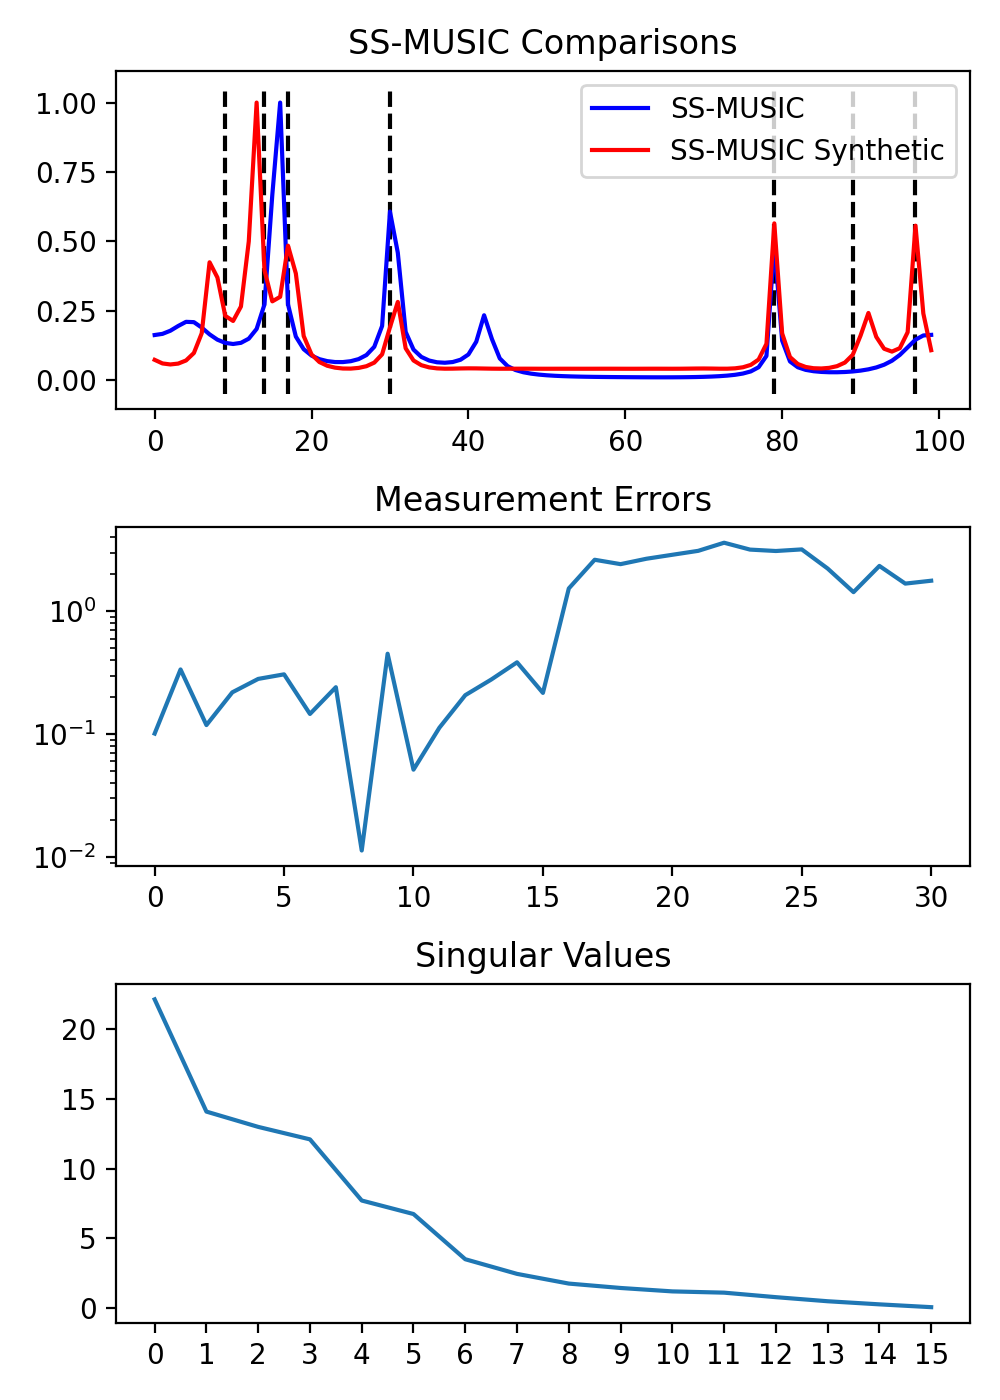 SS-MUSIC Comparisons
1.00
0.75
0.50
0.25
0.00
SS-MUSIC
SS-MUSIC Synthetic
0 20 40 60 80 100
Measurement Errors
10⁰
10⁻¹
10⁻²
0 5 10 15 20 25 30
Singular Values
20
15
10
5
0
0 1 2 3 4 5 6 7 8 9 10 11 12 13 14 15